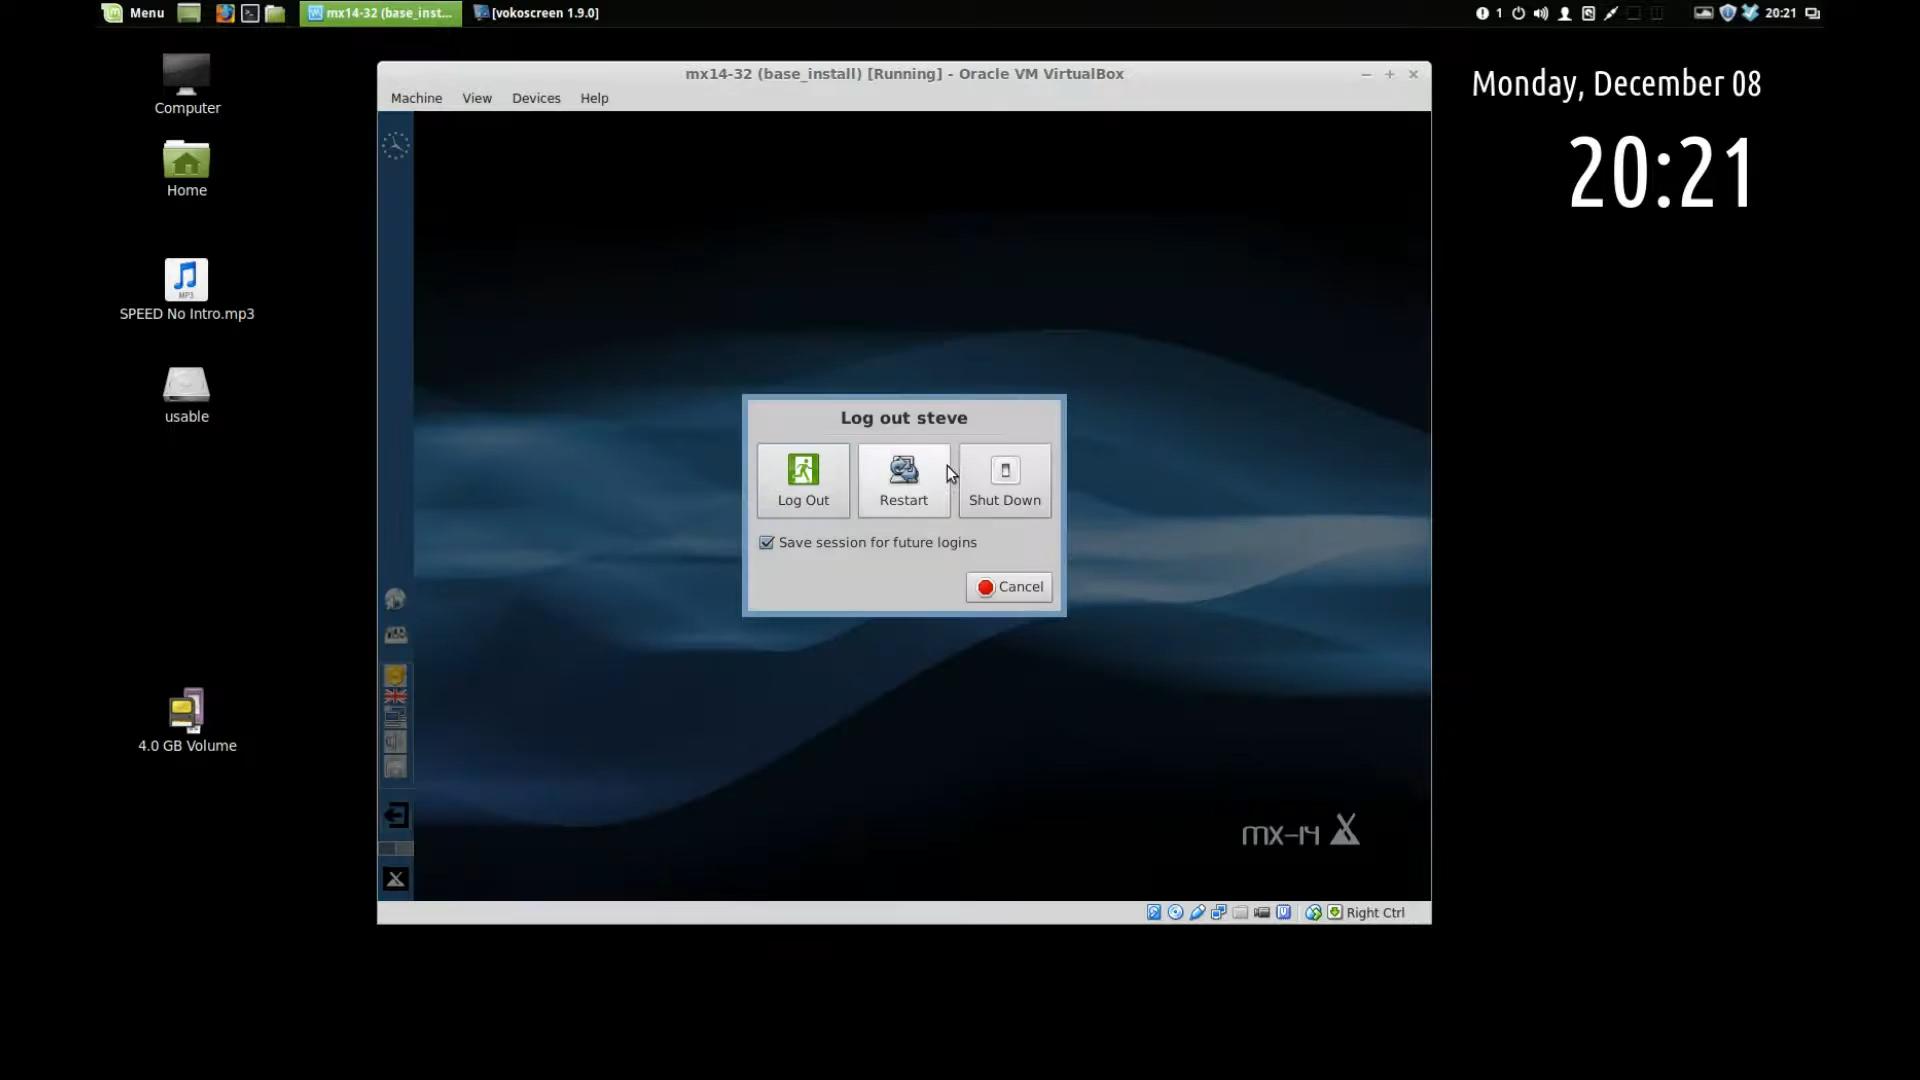 Menu
mx14-32 (base_inst...
[vokoscreen 1.9.0]
1
20:21
Computer
Home
MP3
SPEED No Intro.mp3
usable
4.0 GB Volume
mx14-32 (base_install) [Running] - Oracle VM VirtualBox
Machine View Devices Help
Log out steve
Log Out
Restart
Shut Down
Save session for future logins
Cancel
mx-14
Right Ctrl
Monday, December 08
20:21